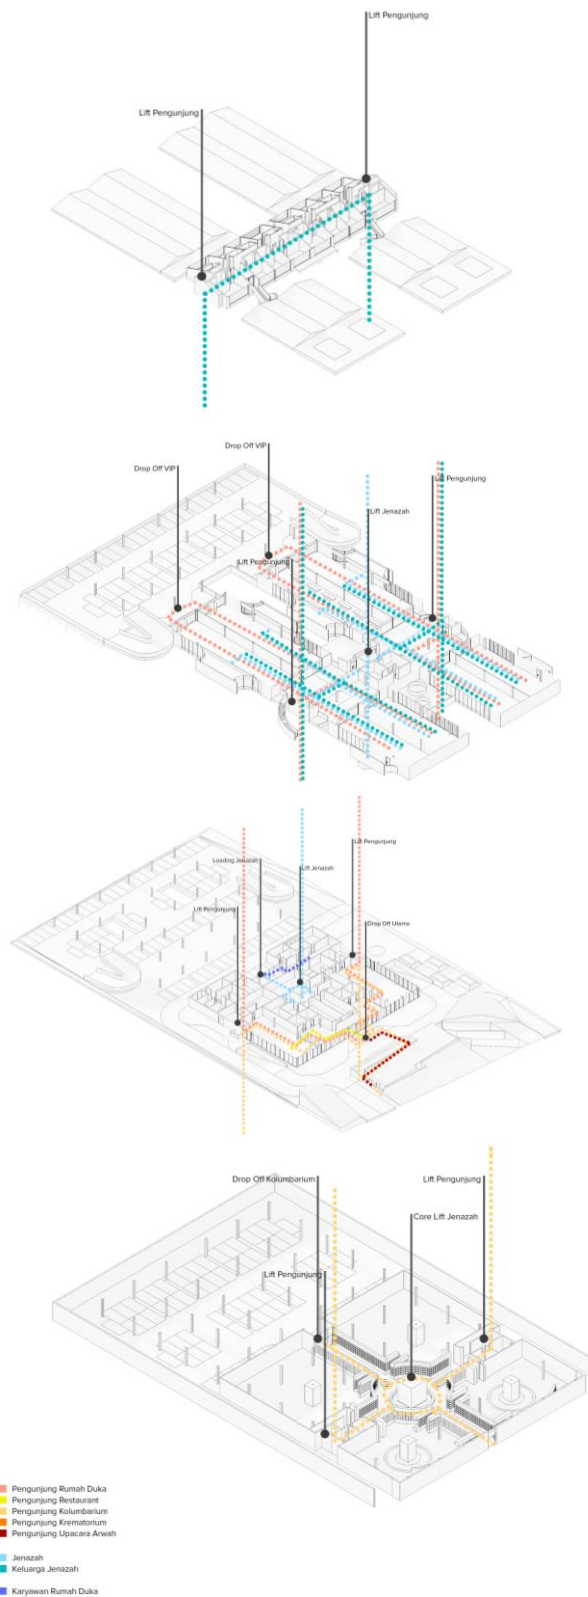 Lift Pengunjung
Lift Pengunjung
Drop Off VIP
Drop Off VIP
Lift Pengunjung
Lift Jenazah
Lift Pengunjung
Lift Pengunjung
Loading Jenazah
Lift Jenazah
Lift Pengunjung
Drop Off Utama
Drop Off Kolumbarium
Lift Pengunjung
Core Lift Jenazah
Lift Pengunjung
Pengunjung Rumah Duka
Pengunjung Restaurant
Pengunjung Kolumbarium
Pengunjung Krematorium
Pengunjung Upacara Arwah
Jenazah
Keluarga Jenazah
Karyawan Rumah Duka